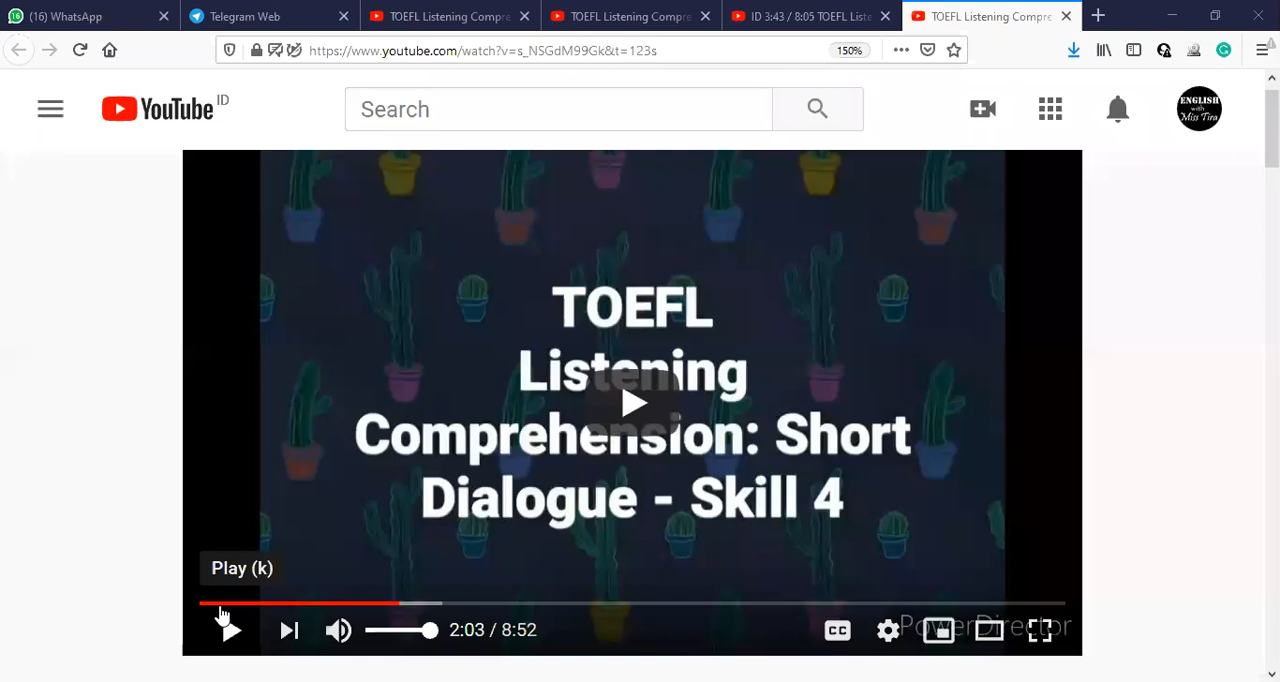 (16) WhatsApp
Telegram Web
TOEFL Listening Compre
TOEFL Listening Compre
ID 3:43 / 8:05 TOEFL Liste
TOEFL Listening Compre
https://www.youtube.com/watch?v=s_NSGdM99Gk&t=123s
150%
YouTube ID
Search
ENGLISH
with
Miss Tira
TOEFL
Listening
Comprehension: Short
Dialogue - Skill 4
Play (k)
2:03 / 8:52
CC
PowerDirector